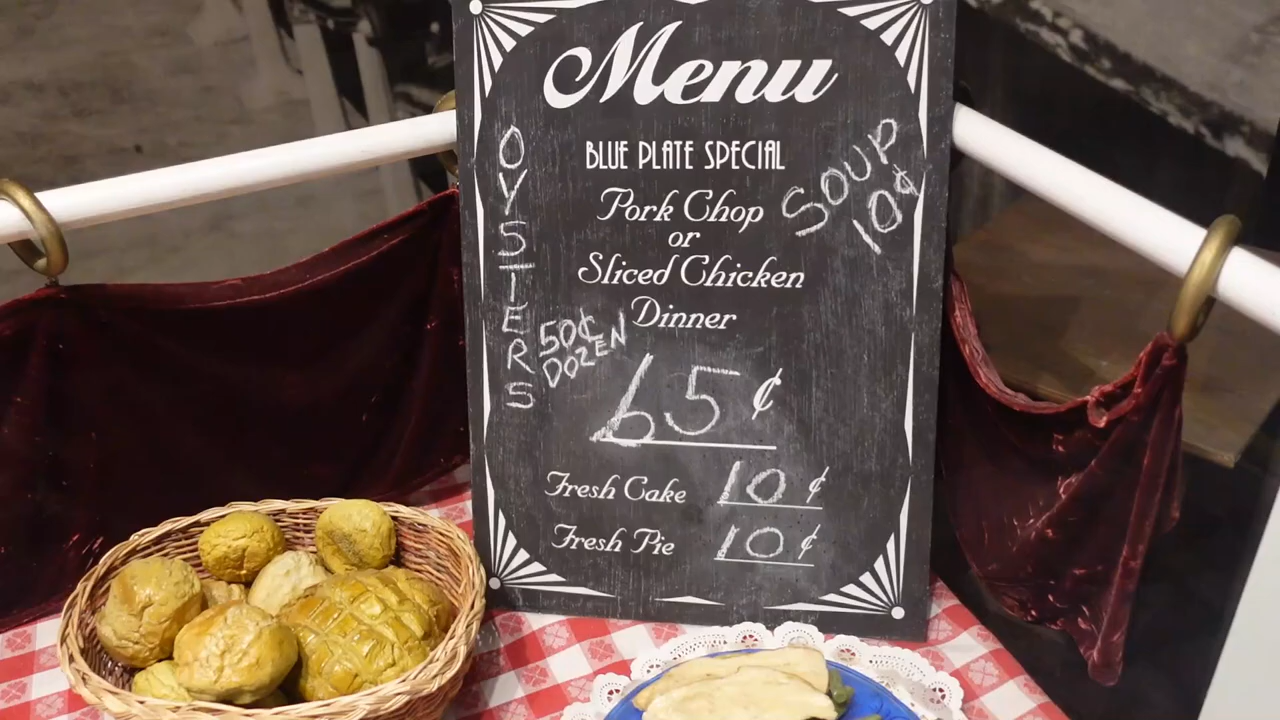 Menu
BLUE PLATE SPECIAL
Pork Chop
or
Sliced Chicken
Dinner
65¢
Fresh Cake 10¢
Fresh Pie 10¢
OYSTERS
50¢
DOZEN
SOUP
10¢